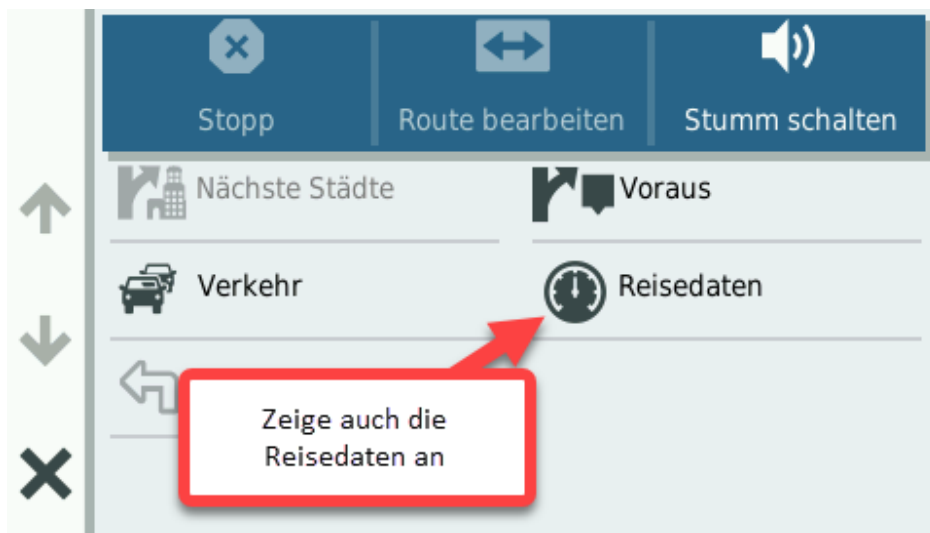 Stopp
Route bearbeiten
Stumm schalten
Nächste Städte
Voraus
Verkehr
Reisedaten
Zeige auch die
Reisedaten an